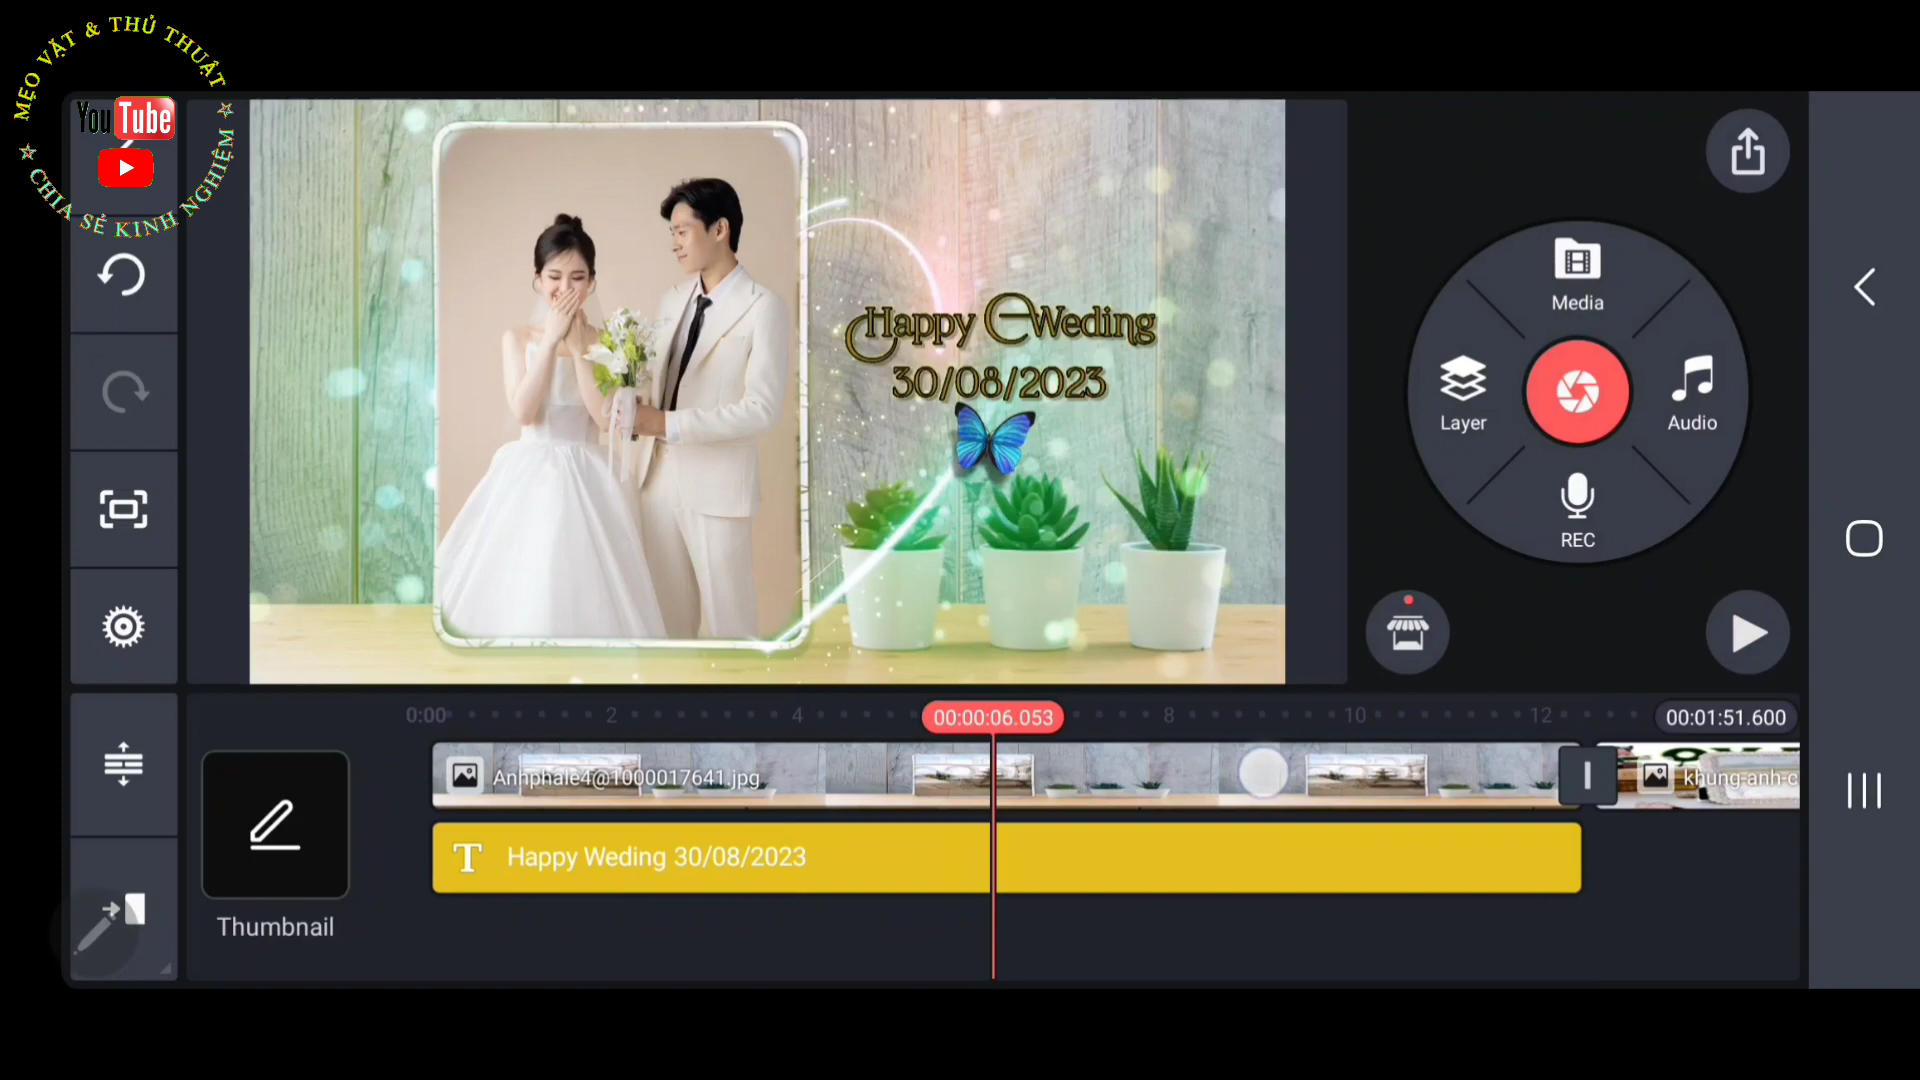 MẸO VẶT & THỦ THUẬT
YouTube
CHIA SẺ KINH NGHIỆM
Happy Weding
30/08/2023
Media
Layer
Audio
REC
0:00
2
4
00:00:06.053
8
10
12
00:01:51.600
Anhphale4@1000017641.jpg
khung-anh-c
T Happy Weding 30/08/2023
Thumbnail